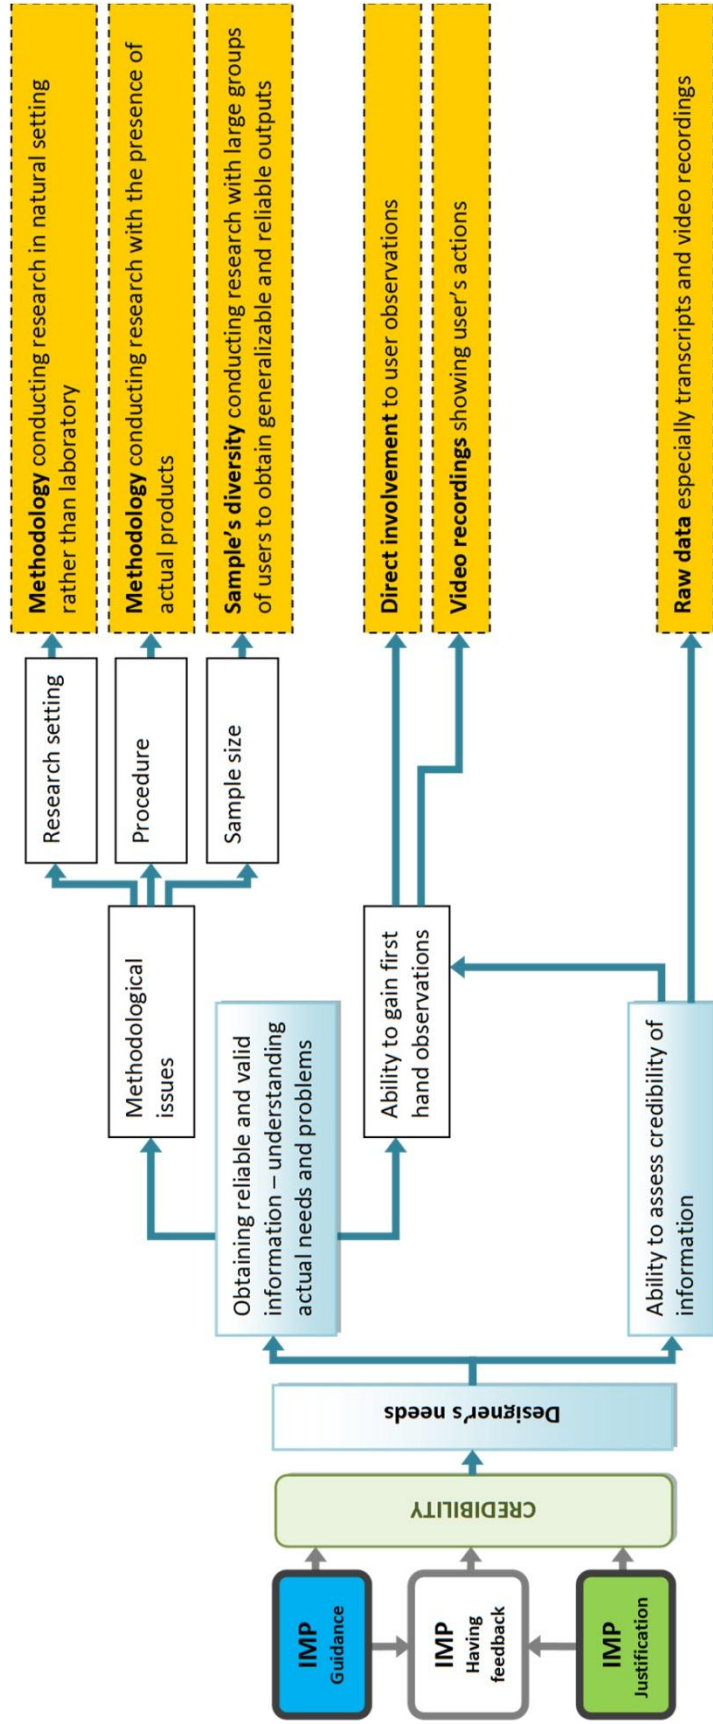 IMP
Guidance
IMP
Having
feedback
IMP
Justification
CREDIBILITY
Designer's needs
Obtaining reliable and valid
information – understanding
actual needs and problems
Ability to assess credibility of
information
Methodological
issues
Ability to gain first
hand observations
Research setting
Procedure
Sample size
Methodology conducting research in natural setting
rather than laboratory
Methodology conducting research with the presence of
actual products
Sample's diversity conducting research with large groups
of users to obtain generalizable and reliable outputs
Direct involvement to user observations
Video recordings showing user's actions
Raw data especially transcripts and video recordings